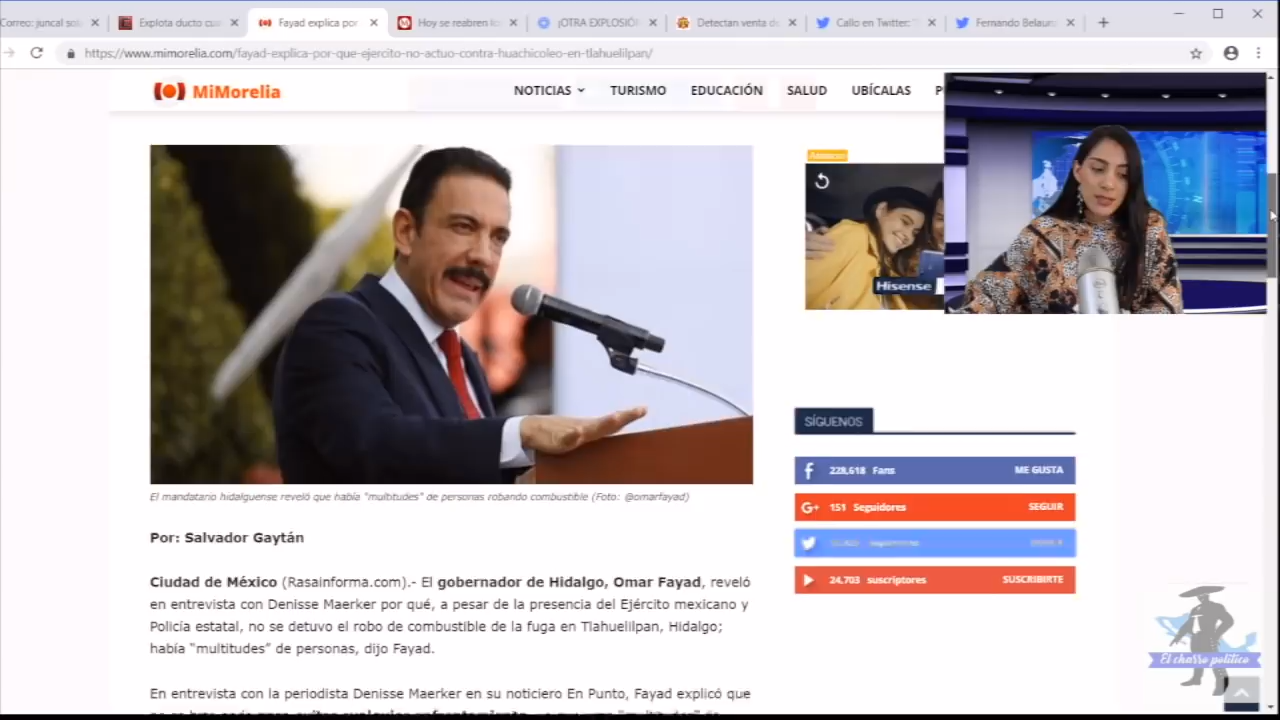 Correo: juncal sol
Explota ducto cua
Fayad explica por
Hoy se reabren lo
¡OTRA EXPLOSIÓN
Detectan venta de
Callo en Twitter: "
Fernando Belaunz
https://www.mimorelia.com/fayad-explica-por-que-ejercito-no-actuo-contra-huachicoleo-en-tlahuelilpan/
MiMorelia
NOTICIAS TURISMO EDUCACIÓN SALUD UBÍCALAS
Hisense
El mandatario hidalguense reveló que había "multitudes" de personas robando combustible (Foto: @omarfayad)
Por: Salvador Gaytán
Ciudad de México (Rasainforma.com).- El gobernador de Hidalgo, Omar Fayad, reveló
en entrevista con Denisse Maerker por qué, a pesar de la presencia del Ejército mexicano y
Policía estatal, no se detuvo el robo de combustible de la fuga en Tlahuelilpan, Hidalgo;
había "multitudes" de personas, dijo Fayad.
En entrevista con la periodista Denisse Maerker en su noticiero En Punto, Fayad explicó que
SÍGUENOS
228,618 Fans ME GUSTA
G+ 151 Seguidores SEGUIR
24,703 suscriptores SUSCRIBIRTE
El charro político